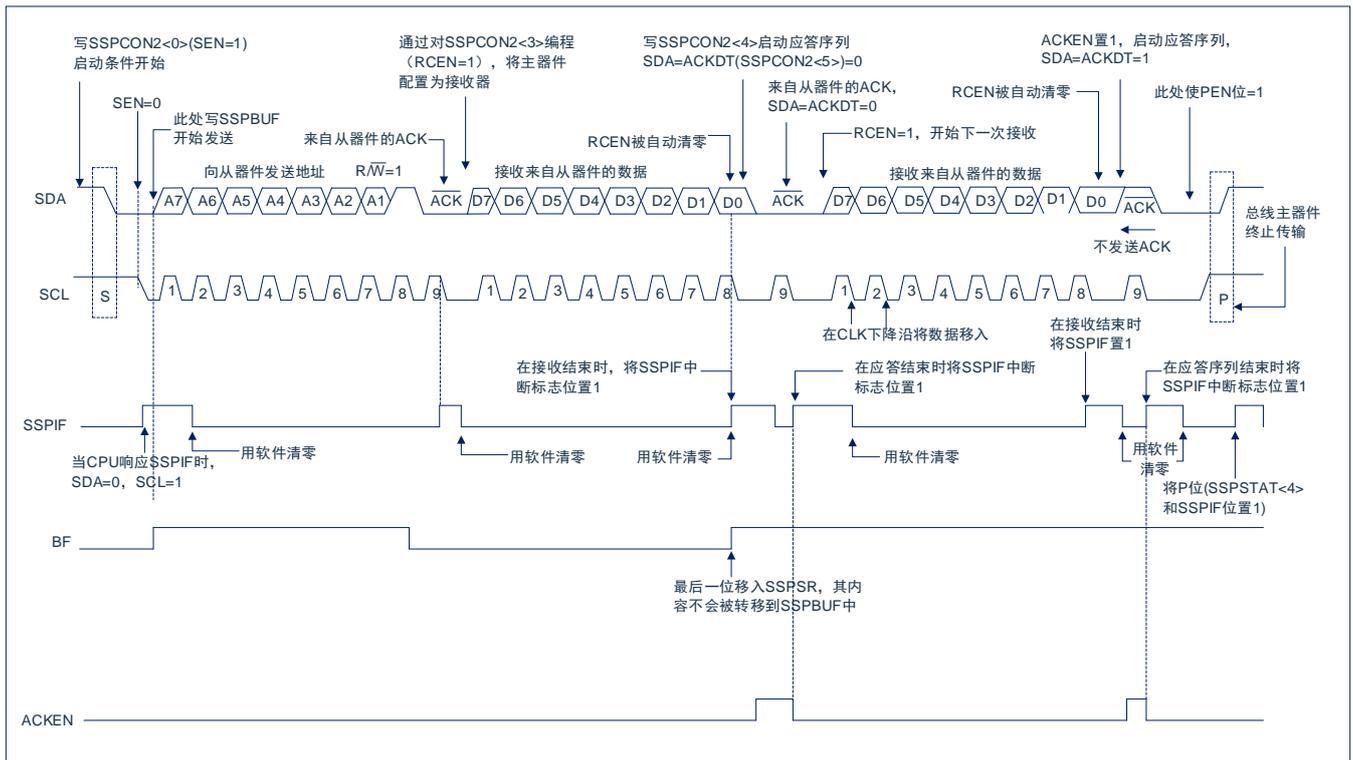 写SSPCON2<0>(SEN=1)
启动条件开始
SEN=0
此处写SSPBUF
开始发送
来自从器件的ACK
通过对SSPCON2<3>编程
（RCEN=1），将主器件
配置为接收器
写SSPCON2<4>启动应答序列
SDA=ACKDT(SSPCON2<5>)=0
来自从器件的ACK，
SDA=ACKDT=0
RCEN被自动清零
RCEN=1，开始下一次接收
ACKEN置1，启动应答序列，
SDA=ACKDT=1
RCEN被自动清零
此处使PEN位=1
向从器件发送地址
R/W=1
接收来自从器件的数据
接收来自从器件的数据
SDA
A7 A6 A5 A4 A3 A2 A1 ACK D7 D6 D5 D4 D3 D2 D1 D0 ACK D7 D6 D5 D4 D3 D2 D1 D0 ACK
总线主器件
终止传输
不发送ACK
SCL
S 1 2 3 4 5 6 7 8 9 1 2 3 4 5 6 7 8 9 1 2 3 4 5 6 7 8 9 P
在CLK下降沿将数据移入
在接收结束时
将SSPIF置1
在接收结束时，将SSPIF中
断标志位置1
在应答结束时将SSPIF中断
标志位置1
在应答序列结束时将
SSPIF中断标志位置1
SSPIF
当CPU响应SSPIF时，
SDA=0，SCL=1
用软件清零
用软件清零
用软件清零
用软件清零
用软件
清零
将P位(SSPSTAT<4>
和SSPIF位置1)
BF
最后一位移入SSPSR，其内
容不会被转移到SSPBUF中
ACKEN